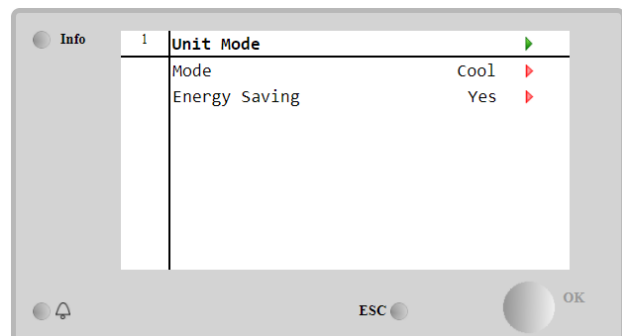 Info
1 Unit Mode
Mode Cool
Energy Saving Yes
ESC
OK